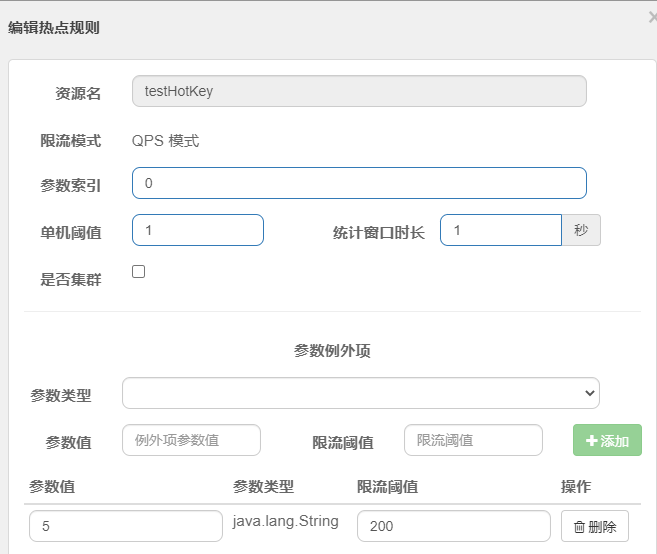 编辑热点规则
资源名 testHotKey
限流模式 QPS 模式
参数索引 0
单机阈值 1 统计窗口时长 1 秒
是否集群
参数例外项
参数类型
参数值 例外项参数值 限流阈值 限流阈值 添加
参数值 参数类型 限流阈值 操作
5 java.lang.String 200 删除